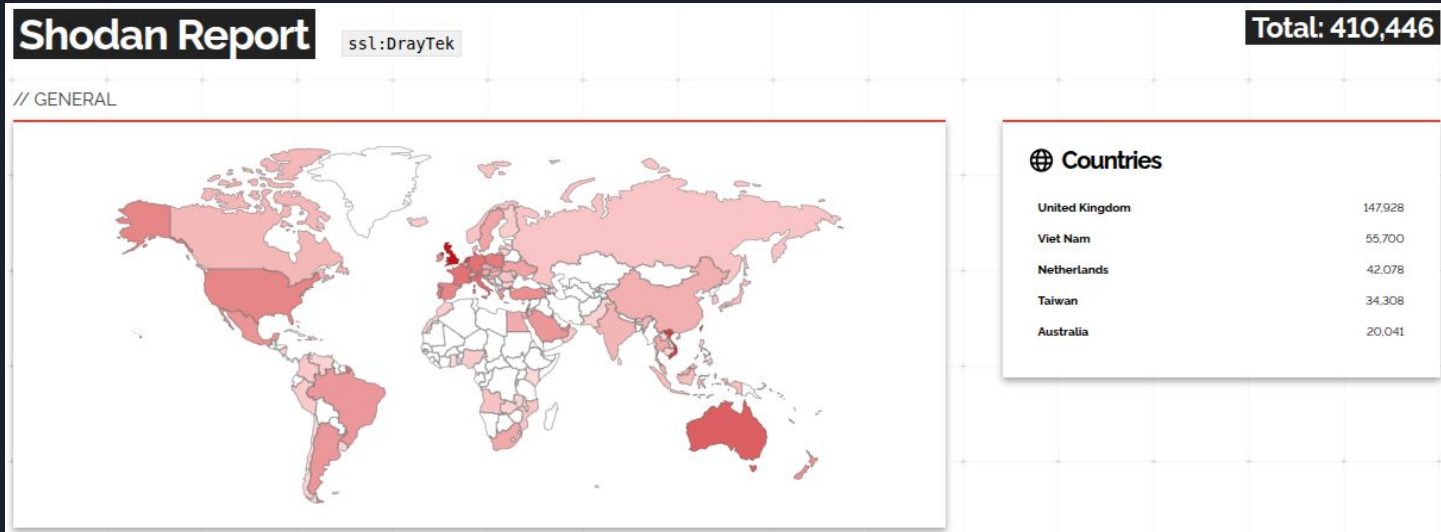 Shodan Report
ssl:DrayTek
Total: 410,446
// GENERAL
Countries
United Kingdom 147,928
Viet Nam 55,700
Netherlands 42,078
Taiwan 34,308
Australia 20,041